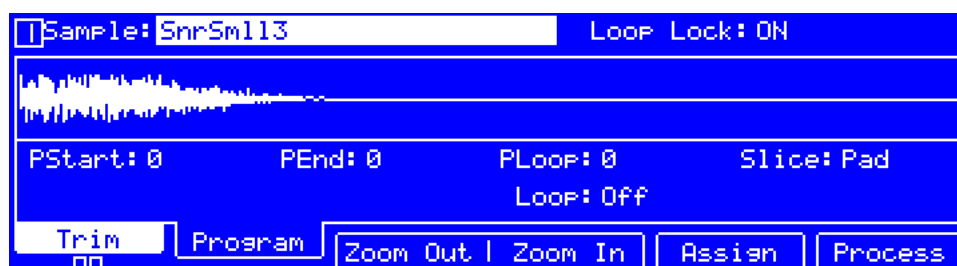 Sample: SnrSmll3 Loop Lock: ON
PStart: 0 PEnd: 0 PLoop: 0 Slice: Pad
Loop: Off
Trim Program Zoom Out | Zoom In Assign Process